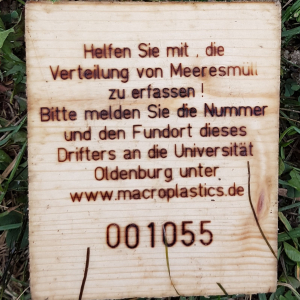 Helfen Sie mit , die
Verteilung von Meeresmüll
zu erfassen !
Bitte melden Sie die Nummer
und den Fundort dieses
Drifters an die Universität
Oldenburg unter
www.macroplastics.de
001055